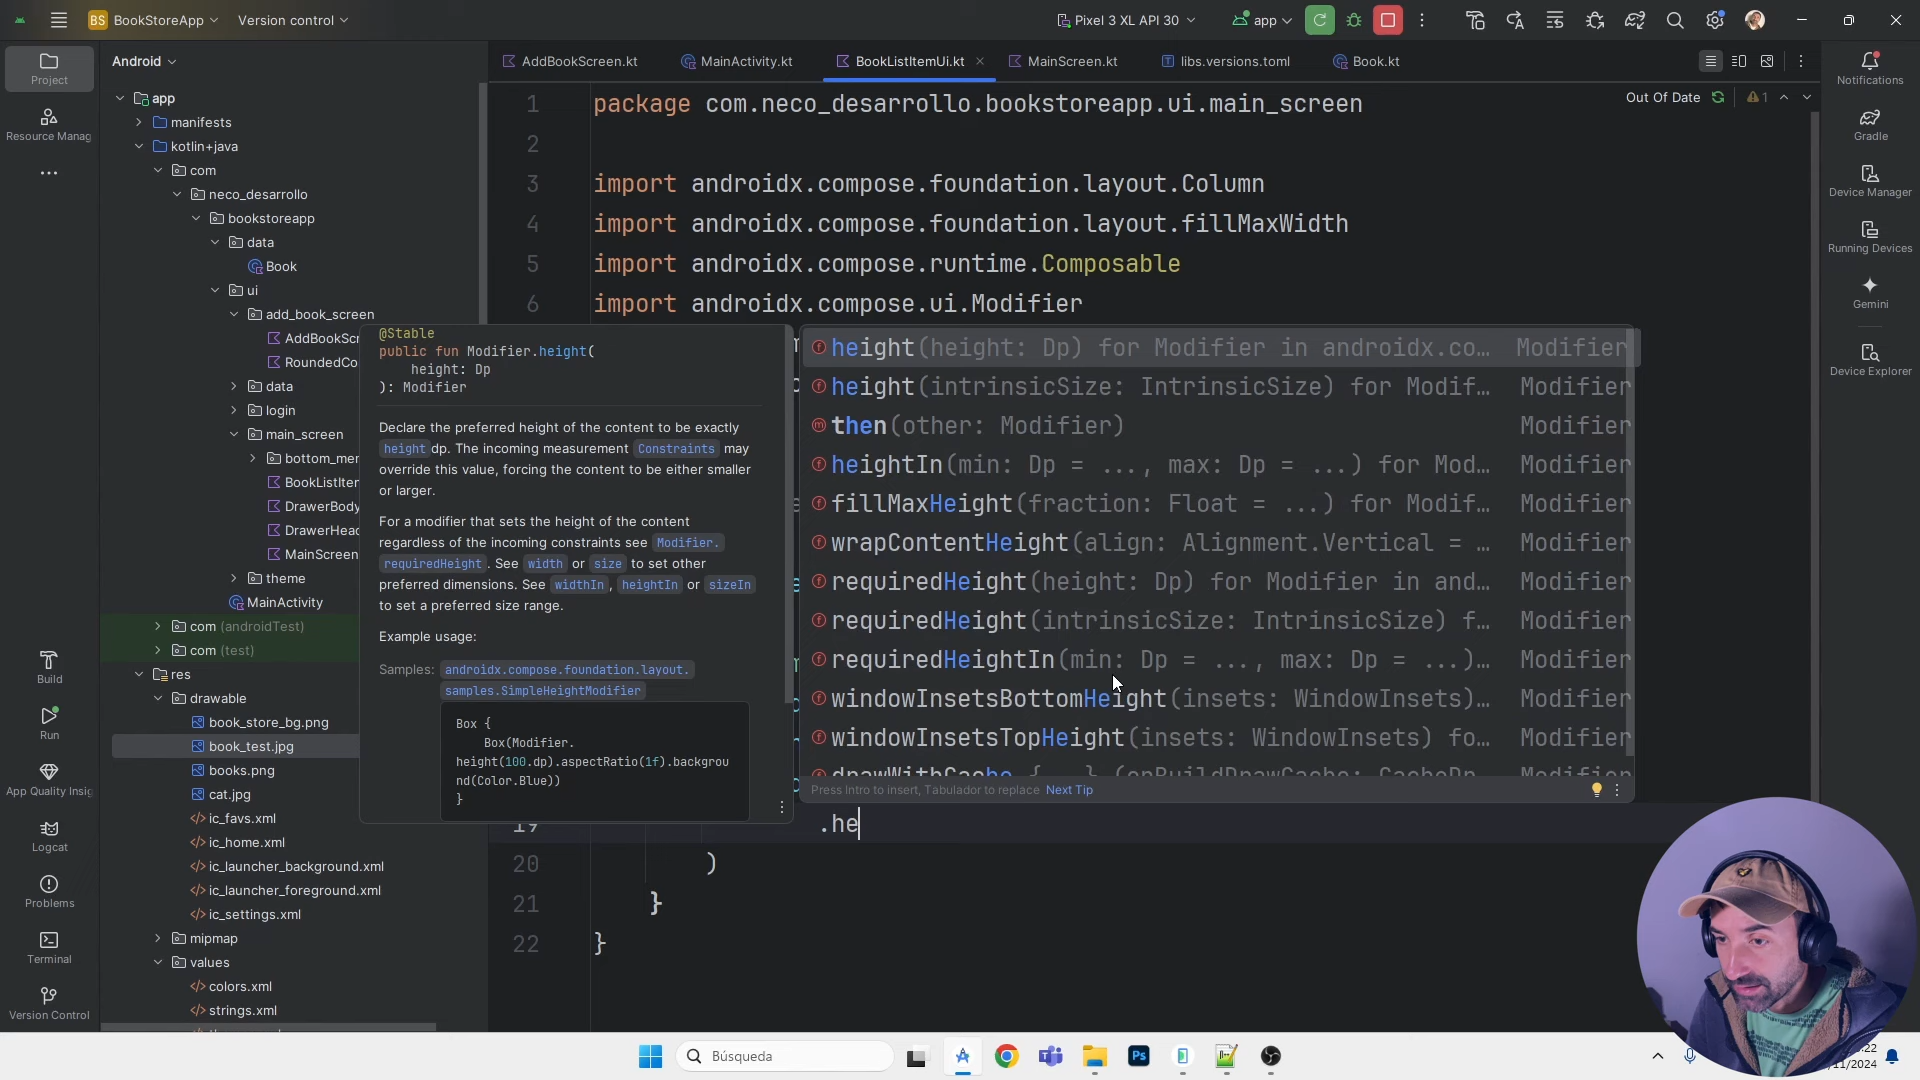 BS BookStoreApp Version control
Pixel 3 XL API 30 app
Project
Resource Manag
Build
Run
App Quality Insig
Logcat
Problems
Terminal
Version Control
Android
app
manifests
kotlin+java
com
neco_desarrollo
bookstoreapp
data
Book
ui
add_book_screen
AddBookScr
RoundedCo
data
login
main_screen
bottom_mer
BookListIter
DrawerBody
DrawerHeac
MainScreen
theme
MainActivity
com (androidTest)
com (test)
res
drawable
book_store_bg.png
book_test.jpg
books.png
cat.jpg
ic_favs.xml
ic_home.xml
ic_launcher_background.xml
ic_launcher_foreground.xml
ic_settings.xml
mipmap
values
colors.xml
strings.xml
AddBookScreen.kt MainActivity.kt BookListItemUi.kt MainScreen.kt libs.versions.toml Book.kt
Out Of Date 1
1 package com.neco_desarrollo.bookstoreapp.ui.main_screen
2
3 import androidx.compose.foundation.layout.Column
4 import androidx.compose.foundation.layout.fillMaxWidth
5 import androidx.compose.runtime.Composable
6 import androidx.compose.ui.Modifier
@Stable
public fun Modifier.height(
height: Dp
): Modifier
Declare the preferred height of the content to be exactly
height dp. The incoming measurement Constraints may
override this value, forcing the content to be either smaller
or larger.
For a modifier that sets the height of the content
regardless of the incoming constraints see Modifier.
requiredHeight. See width or size to set other
preferred dimensions. See widthIn, heightIn or sizeIn
to set a preferred size range.
Example usage:
Samples: androidx.compose.foundation.layout.
samples.SimpleHeightModifier
Box {
Box(Modifier.
height(100.dp).aspectRatio(1f).backgrou
nd(Color.Blue))
}
height(height: Dp) for Modifier in androidx.co... Modifier
height(intrinsicSize: IntrinsicSize) for Modif... Modifier
then(other: Modifier) Modifier
heightIn(min: Dp = ..., max: Dp = ...) for Mod... Modifier
fillMaxHeight(fraction: Float = ...) for Modif... Modifier
wrapContentHeight(align: Alignment.Vertical = ... Modifier
requiredHeight(height: Dp) for Modifier in and... Modifier
requiredHeight(intrinsicSize: IntrinsicSize) f... Modifier
requiredHeightIn(min: Dp = ..., max: Dp = ...)... Modifier
windowInsetsBottomHeight(insets: WindowInsets)... Modifier
windowInsetsTopHeight(insets: WindowInsets) fo... Modifier
Press Intro to insert, Tabulador to replace Next Tip
19 .he
20 )
21 }
22 }
Notifications
Gradle
Device Manager
Running Devices
Gemini
Device Explorer
Búsqueda
Ps
:22
/11/2024